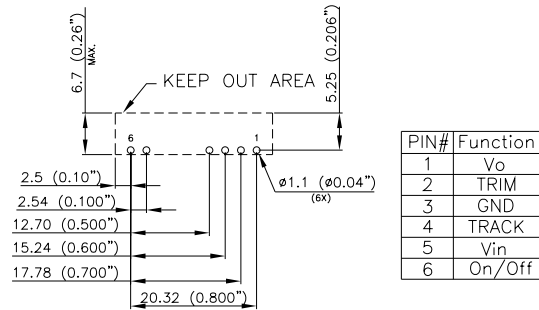 6.7 (0.26")
MAX.
KEEP OUT AREA
5.25 (0.206")
6
1
2.5 (0.10")
2.54 (0.100")
12.70 (0.500")
15.24 (0.600")
17.78 (0.700")
20.32 (0.800")
ø1.1 (ø0.04")
(6X)
PIN# Function
1 Vo
2 TRIM
3 GND
4 TRACK
5 Vin
6 On/Off